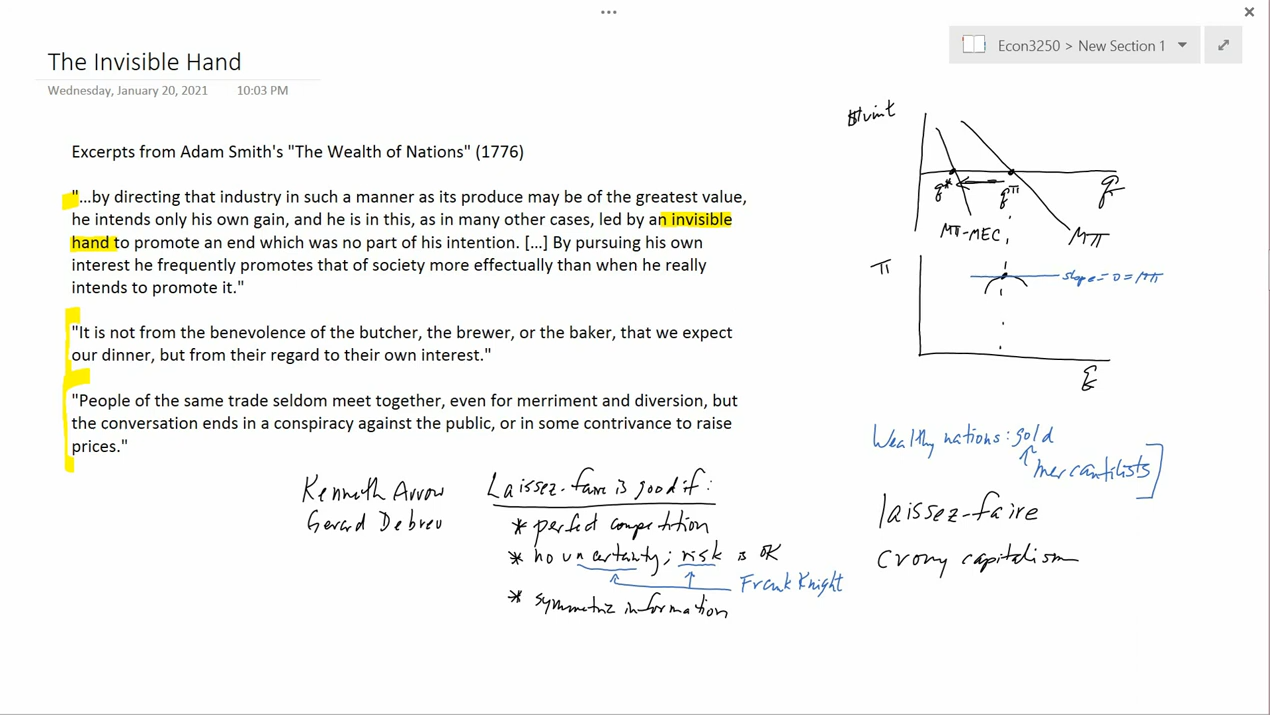 Econ3250 > New Section 1
The Invisible Hand
Wednesday, January 20, 2021 10:03 PM
Excerpts from Adam Smith's "The Wealth of Nations" (1776)
"…by directing that industry in such a manner as its produce may be of the greatest value,
he intends only his own gain, and he is in this, as in many other cases, led by an invisible
hand to promote an end which was no part of his intention. […] By pursuing his own
interest he frequently promotes that of society more effectually than when he really
intends to promote it."
"It is not from the benevolence of the butcher, the brewer, or the baker, that we expect
our dinner, but from their regard to their own interest."
"People of the same trade seldom meet together, even for merriment and diversion, but
the conversation ends in a conspiracy against the public, or in some contrivance to raise
prices."
Kenneth Arrow
Gerard Debreu
Laissez-faire is good if:
* perfect competition
* no uncertainty; risk is OK
Frank Knight
* symmetric information
$/unit
q* qπ q
Mπ-MEC Mπ
π
slope = 0 = Mπ
q
Wealthy nations: gold
mercantilists
laissez-faire
crony capitalism